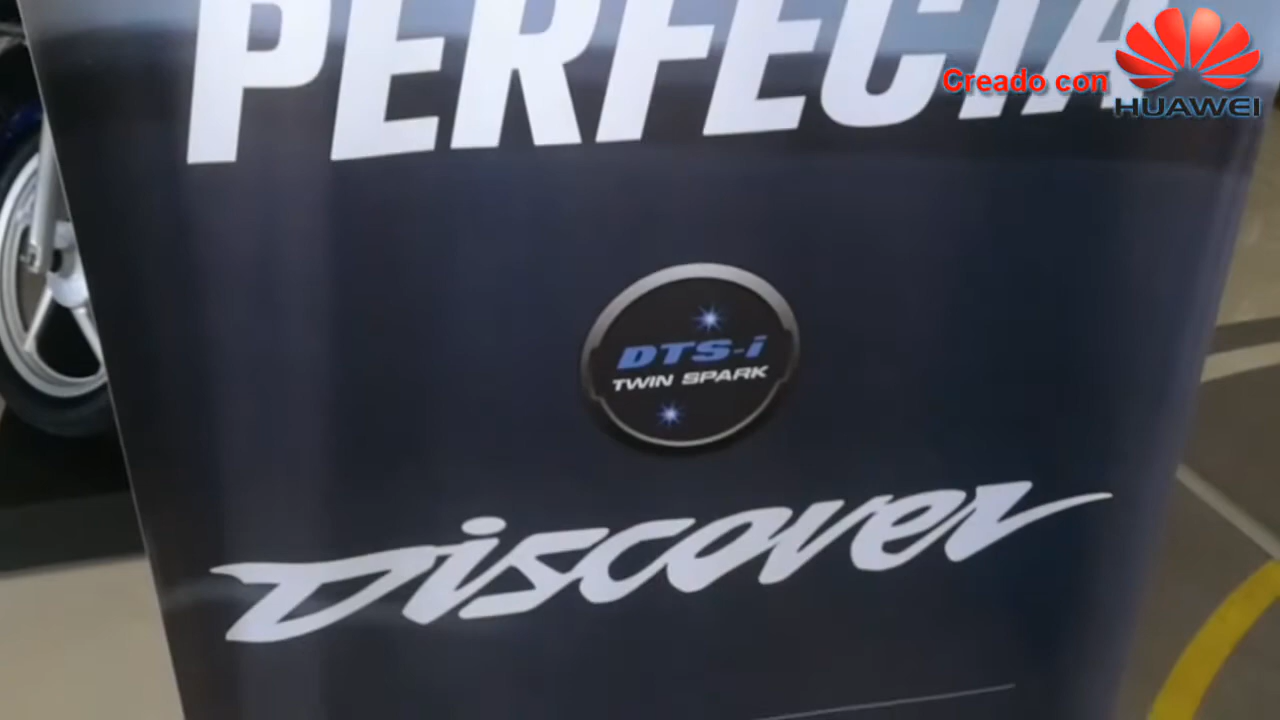 PERFECTA
Creado con
HUAWEI
DTS-i
TWIN SPARK
Discover